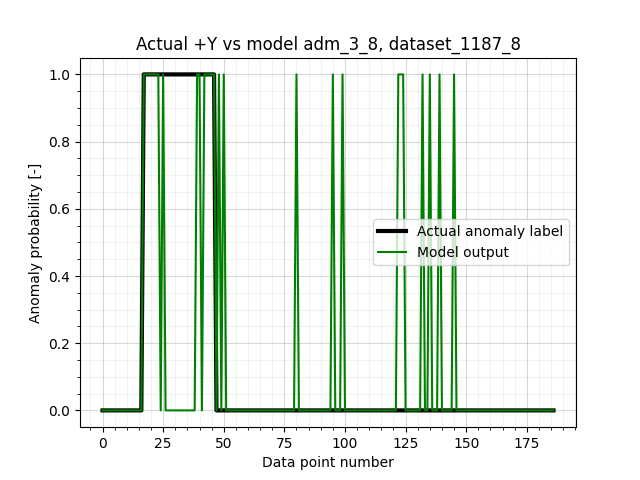 Actual +Y vs model adm_3_8, dataset_1187_8
1.0
0.8
0.6
0.4
0.2
0.0
Anomaly probability [-]
Actual anomaly label
Model output
0 25 50 75 100 125 150 175
Data point number